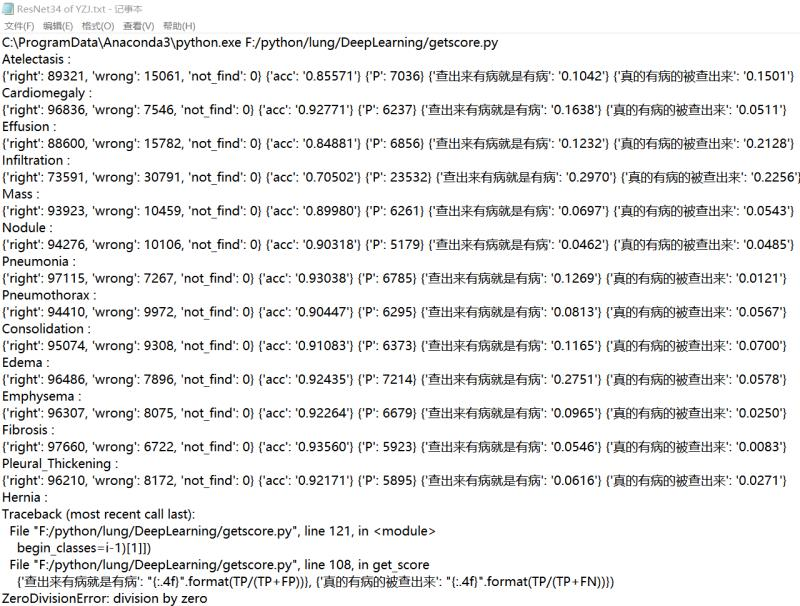 ResNet34 of YZJ.txt - 记事本
文件(F) 编辑(E) 格式(O) 查看(V) 帮助(H)
C:\ProgramData\Anaconda3\python.exe F:/python/lung/DeepLearning/getscore.py
Atelectasis :
{'right': 89321, 'wrong': 15061, 'not_find': 0} {'acc': '0.85571'} {'P': 7036} {'查出来有病就是有病': '0.1042'} {'真的有病的被查出来': '0.1501'}
Cardiomegaly :
{'right': 96836, 'wrong': 7546, 'not_find': 0} {'acc': '0.92771'} {'P': 6237} {'查出来有病就是有病': '0.1638'} {'真的有病的被查出来': '0.0511'}
Effusion :
{'right': 88600, 'wrong': 15782, 'not_find': 0} {'acc': '0.84881'} {'P': 6856} {'查出来有病就是有病': '0.1232'} {'真的有病的被查出来': '0.2128'}
Infiltration :
{'right': 73591, 'wrong': 30791, 'not_find': 0} {'acc': '0.70502'} {'P': 23532} {'查出来有病就是有病': '0.2970'} {'真的有病的被查出来': '0.2256'}
Mass :
{'right': 93923, 'wrong': 10459, 'not_find': 0} {'acc': '0.89980'} {'P': 6261} {'查出来有病就是有病': '0.0697'} {'真的有病的被查出来': '0.0543'}
Nodule :
{'right': 94276, 'wrong': 10106, 'not_find': 0} {'acc': '0.90318'} {'P': 5179} {'查出来有病就是有病': '0.0462'} {'真的有病的被查出来': '0.0485'}
Pneumonia :
{'right': 97115, 'wrong': 7267, 'not_find': 0} {'acc': '0.93038'} {'P': 6785} {'查出来有病就是有病': '0.1269'} {'真的有病的被查出来': '0.0121'}
Pneumothorax :
{'right': 94410, 'wrong': 9972, 'not_find': 0} {'acc': '0.90447'} {'P': 6295} {'查出来有病就是有病': '0.0813'} {'真的有病的被查出来': '0.0567'}
Consolidation :
{'right': 95074, 'wrong': 9308, 'not_find': 0} {'acc': '0.91083'} {'P': 6373} {'查出来有病就是有病': '0.1165'} {'真的有病的被查出来': '0.0700'}
Edema :
{'right': 96486, 'wrong': 7896, 'not_find': 0} {'acc': '0.92435'} {'P': 7214} {'查出来有病就是有病': '0.2751'} {'真的有病的被查出来': '0.0578'}
Emphysema :
{'right': 96307, 'wrong': 8075, 'not_find': 0} {'acc': '0.92264'} {'P': 6679} {'查出来有病就是有病': '0.0965'} {'真的有病的被查出来': '0.0250'}
Fibrosis :
{'right': 97660, 'wrong': 6722, 'not_find': 0} {'acc': '0.93560'} {'P': 5923} {'查出来有病就是有病': '0.0546'} {'真的有病的被查出来': '0.0083'}
Pleural_Thickening :
{'right': 96210, 'wrong': 8172, 'not_find': 0} {'acc': '0.92171'} {'P': 5895} {'查出来有病就是有病': '0.0616'} {'真的有病的被查出来': '0.0271'}
Hernia :
Traceback (most recent call last):
File "F:/python/lung/DeepLearning/getscore.py", line 121, in <module>
begin_classes=i-1)[1]])
File "F:/python/lung/DeepLearning/getscore.py", line 108, in get_score
{'查出来有病就是有病': "{:.4f}".format(TP/(TP+FP))}, {'真的有病的被查出来': "{:.4f}".format(TP/(TP+FN))})
ZeroDivisionError: division by zero